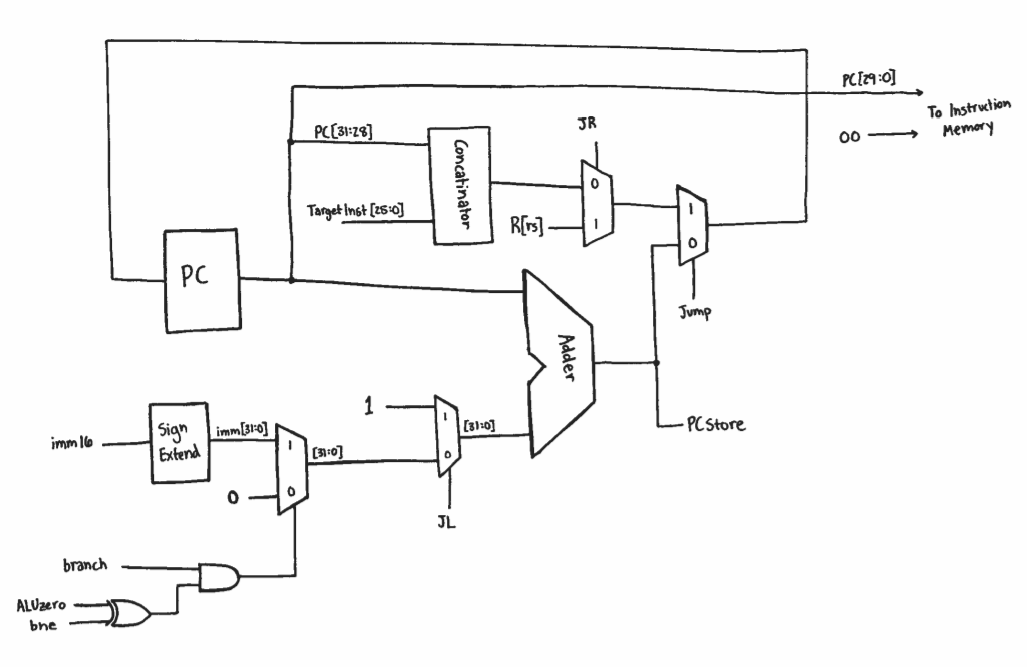 PC[29:0]
To Instruction
Memory
00
JR
PC[31:28]
Concatinator
0
TargetInst [25:0]
R[rs]
1
1
0
Jump
PC
Adder
PCStore
1
1
0
[31:0]
JL
imm16
Sign
Extend
imm[31:0]
1
0
[31:0]
0
branch
ALUzero
bne